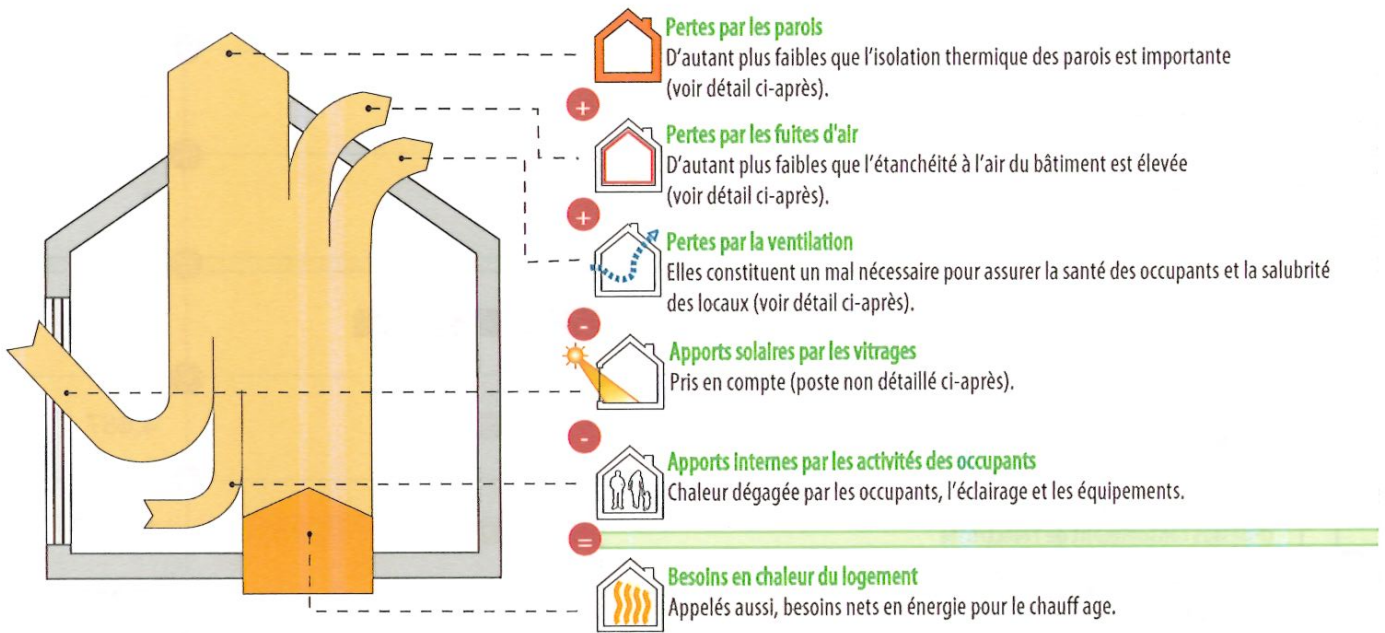 Pertes par les parois
D'autant plus faibles que l'isolation thermique des parois est importante
(voir détail ci-après).
+
Pertes par les fuites d'air
D'autant plus faibles que l'étanchéité à l'air du bâtiment est élevée
(voir détail ci-après).
+
Pertes par la ventilation
Elles constituent un mal nécessaire pour assurer la santé des occupants et la salubrité
des locaux (voir détail ci-après).
-
Apports solaires par les vitrages
Pris en compte (poste non détaillé ci-après).
-
Apports internes par les activités des occupants
Chaleur dégagée par les occupants, l'éclairage et les équipements.
=
Besoins en chaleur du logement
Appelés aussi, besoins nets en énergie pour le chauff age.